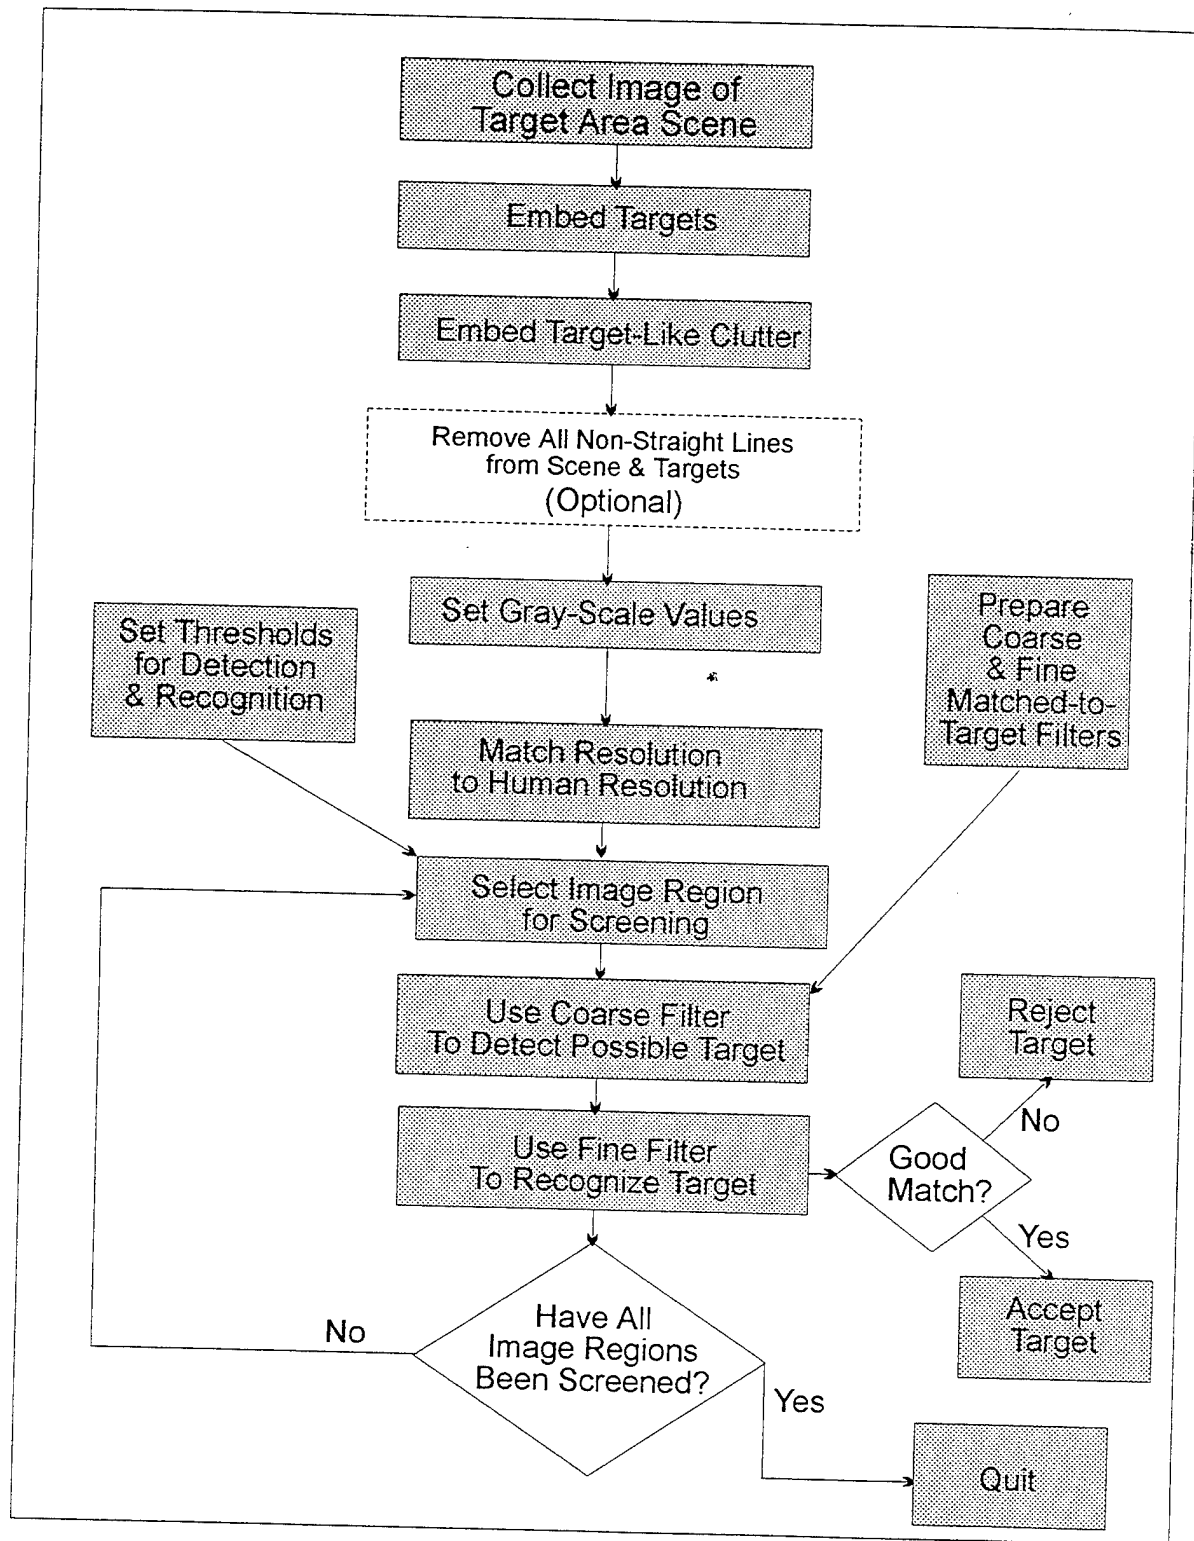 Collect Image of
Target Area Scene
Embed Targets
Embed Target-Like Clutter
Remove All Non-Straight Lines
from Scene & Targets
(Optional)
Set Gray-Scale Values
Set Thresholds
for Detection
& Recognition
Prepare
Coarse
& Fine
Matched-to-
Target Filters
Match Resolution
to Human Resolution
Select Image Region
for Screening
Use Coarse Filter
To Detect Possible Target
Reject
Target
No
Use Fine Filter
To Recognize Target
Good
Match?
Yes
Accept
Target
Have All
Image Regions
Been Screened?
No
Yes
Quit